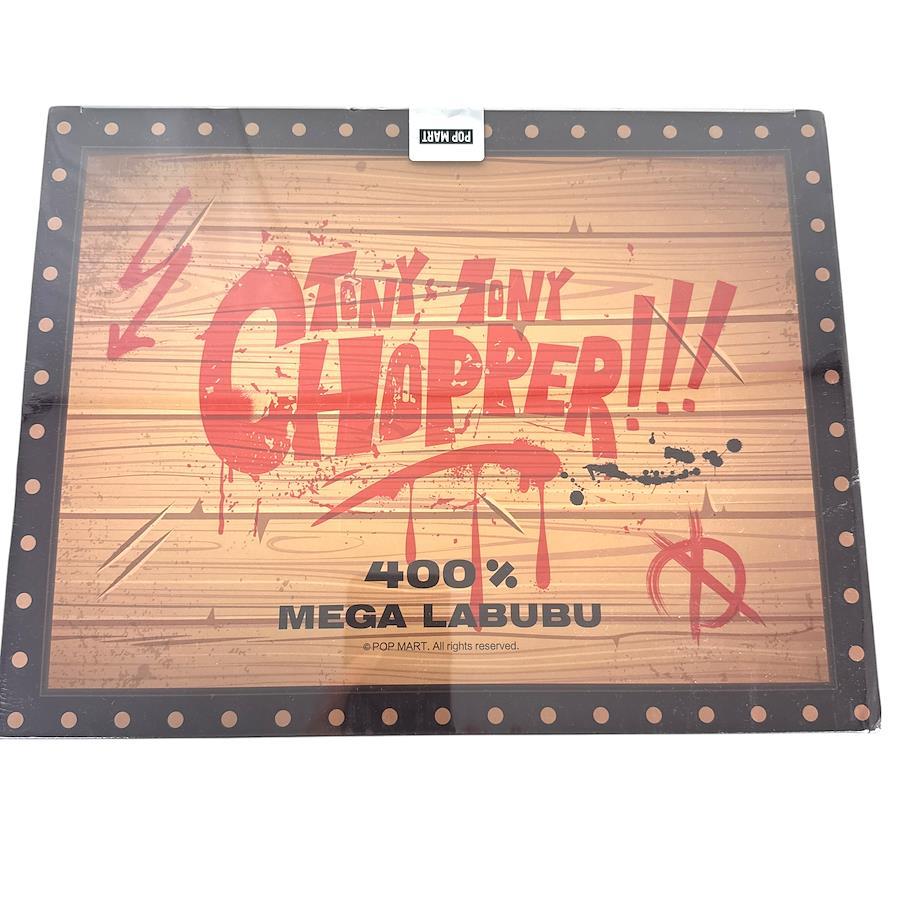 POP MART
TONY TONY
CHOPPER!!!
400%
MEGA LABUBU
© POP MART. All rights reserved.